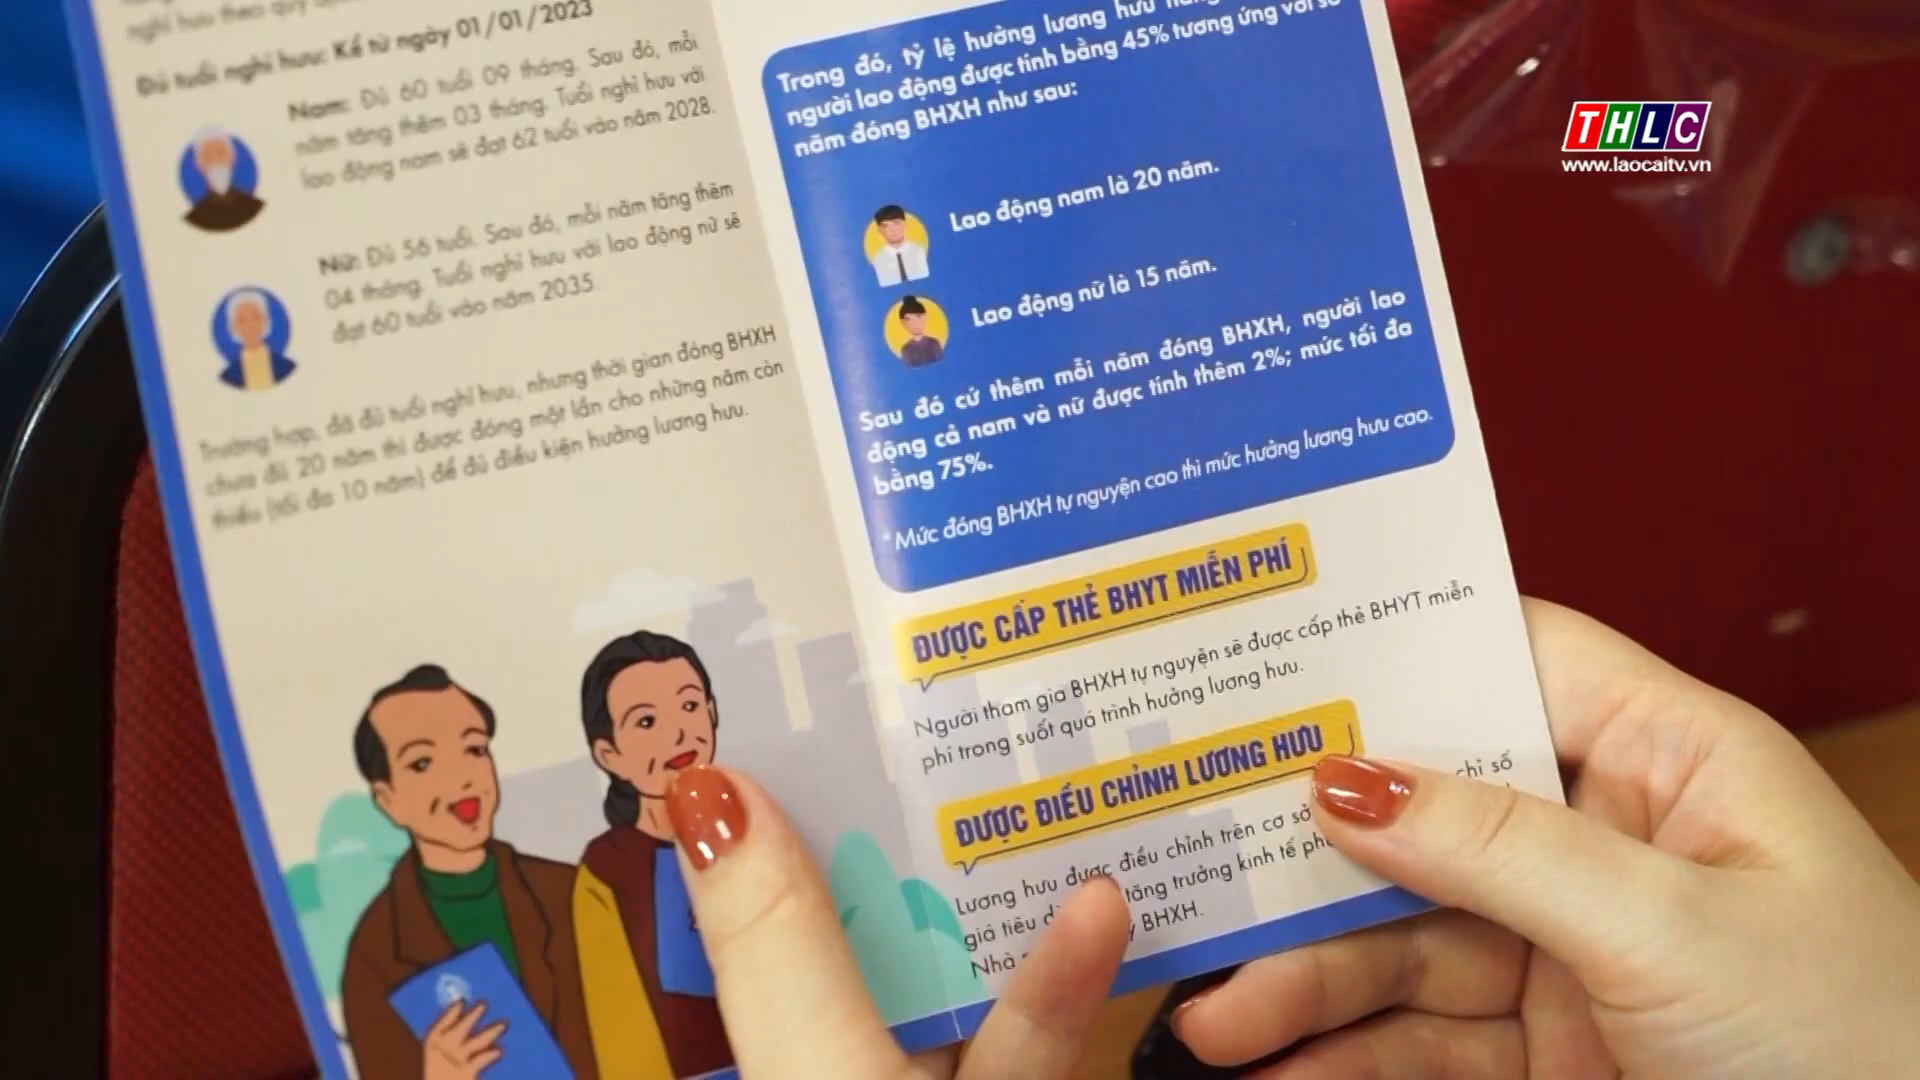 nghỉ hưu theo quy
Đủ tuổi nghỉ hưu: Kể từ ngày 01/01/2023
Nam: Đủ 60 tuổi 09 tháng. Sau đó, mỗi
năm tăng thêm 03 tháng. Tuổi nghỉ hưu với
lao động nam sẽ đạt 62 tuổi vào năm 2028.
Nữ: Đủ 56 tuổi. Sau đó, mỗi năm tăng thêm
04 tháng. Tuổi nghỉ hưu với lao động nữ sẽ
đạt 60 tuổi vào năm 2035.
Trường hợp, đã đủ tuổi nghỉ hưu, nhưng thời gian đóng BHXH
chưa đủ 20 năm thì được đóng một lần cho những năm còn
thiếu (tối đa 10 năm) để đủ điều kiện hưởng lương hưu.
Trong đó, tỷ lệ hưởng lương hưu
người lao động được tính bằng 45% tương ứng với số
năm đóng BHXH như sau:
Lao động nam là 20 năm.
Lao động nữ là 15 năm.
Sau đó cứ thêm mỗi năm đóng BHXH, người lao
động cả nam và nữ được tính thêm 2%; mức tối đa
bằng 75%.
* Mức đóng BHXH tự nguyện cao thì mức hưởng lương hưu cao.
ĐƯỢC CẤP THẺ BHYT MIỄN PHÍ
Người tham gia BHXH tự nguyện sẽ được cấp thẻ BHYT miễn
phí trong suốt quá trình hưởng lương hưu.
ĐƯỢC ĐIỀU CHỈNH LƯƠNG HƯU
Lương hưu được điều chỉnh trên cơ sở chỉ số
giá tiêu tăng trưởng kinh tế
Nhà BHXH.
THLC
www.laocaitv.vn